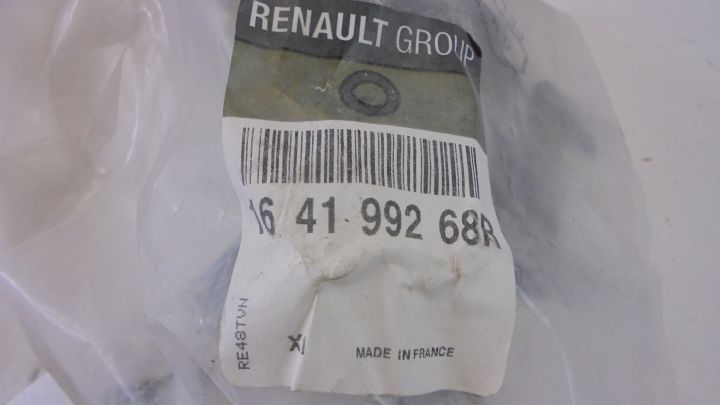 RENAULT GROUP
16 41 992 68R
RE48TVN
X/
MADE IN FRANCE